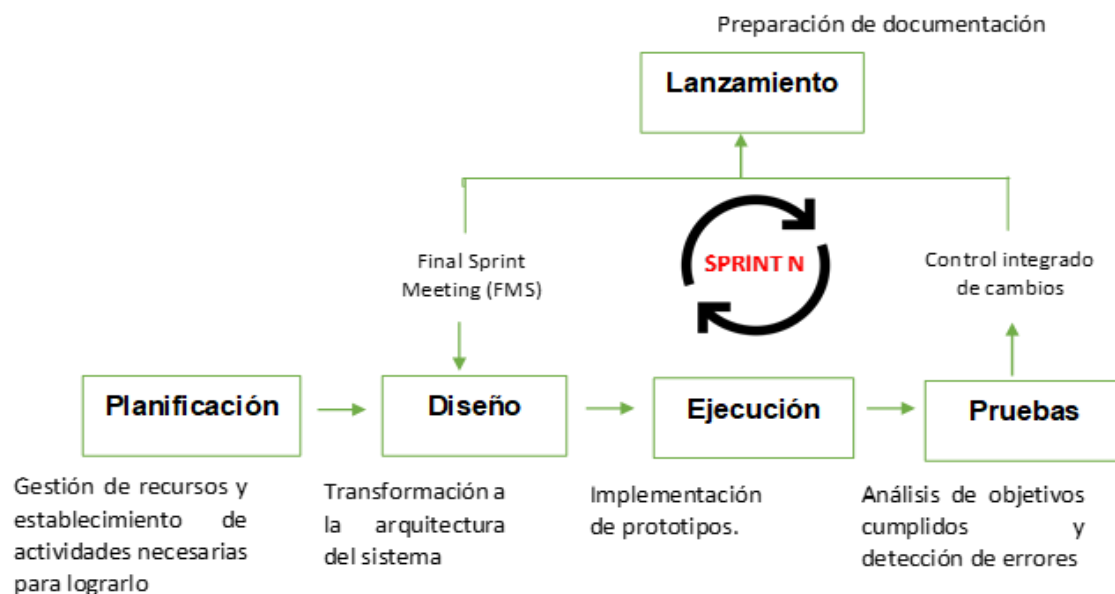 Preparación de documentación
Lanzamiento
SPRINT N
Final Sprint
Meeting (FMS)
Control integrado
de cambios
Planificación
Diseño
Ejecución
Pruebas
Gestión de recursos y
establecimiento de
actividades necesarias
para lograrlo
Transformación a
la arquitectura
del sistema
Implementación
de prototipos.
Análisis de objetivos
cumplidos y
detección de errores